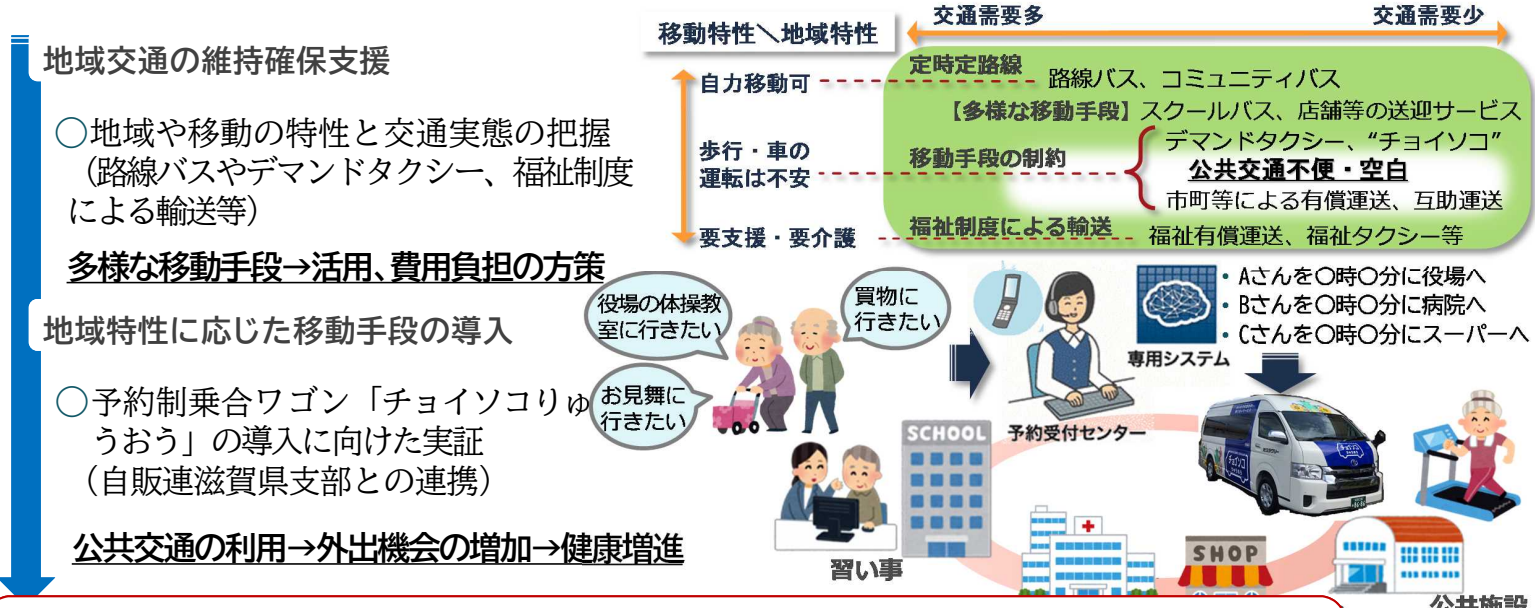 地域交通の維持確保支援
○地域や移動の特性と交通実態の把握
（路線バスやデマンドタクシー、福祉制度
による輸送等）
多様な移動手段→活用、費用負担の方策
地域特性に応じた移動手段の導入
○予約制乗合ワゴン「チョイソコりゅ
うおう」の導入に向けた実証
（自販連滋賀県支部との連携）
公共交通の利用→外出機会の増加→健康増進
移動特性＼地域特性
交通需要多
交通需要少
自力移動可
定時定路線
路線バス、コミュニティバス
【多様な移動手段】スクールバス、店舗等の送迎サービス
歩行・車の
運転は不安
移動手段の制約
デマンドタクシー、“チョイソコ”
公共交通不便・空白
市町等による有償運送、互助運送
要支援・要介護
福祉制度による輸送
福祉有償運送、福祉タクシー等
役場の体操教
室に行きたい
買物に
行きたい
お見舞に
行きたい
予約受付センター
専用システム
・Aさんを〇時〇分に役場へ
・Bさんを〇時〇分に病院へ
・Cさんを〇時〇分にスーパーへ
チョイソコ
SCHOOL
習い事
SHOP
公共施設